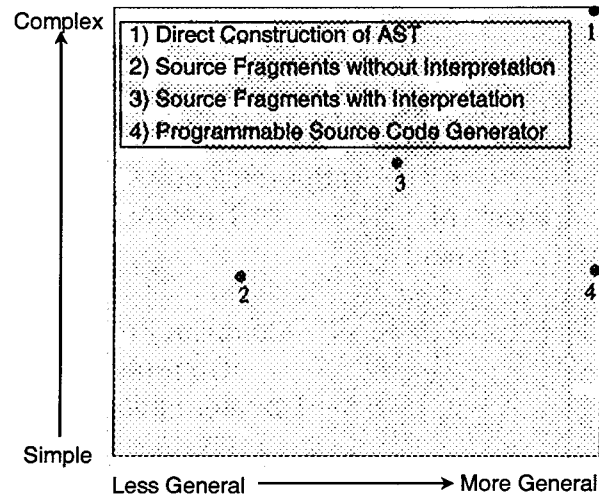 Complex
1) Direct Construction of AST
2) Source Fragments without Interpretation
3) Source Fragments with Interpretation
4) Programmable Source Code Generator
1
3
2
4
Simple
Less General
More General